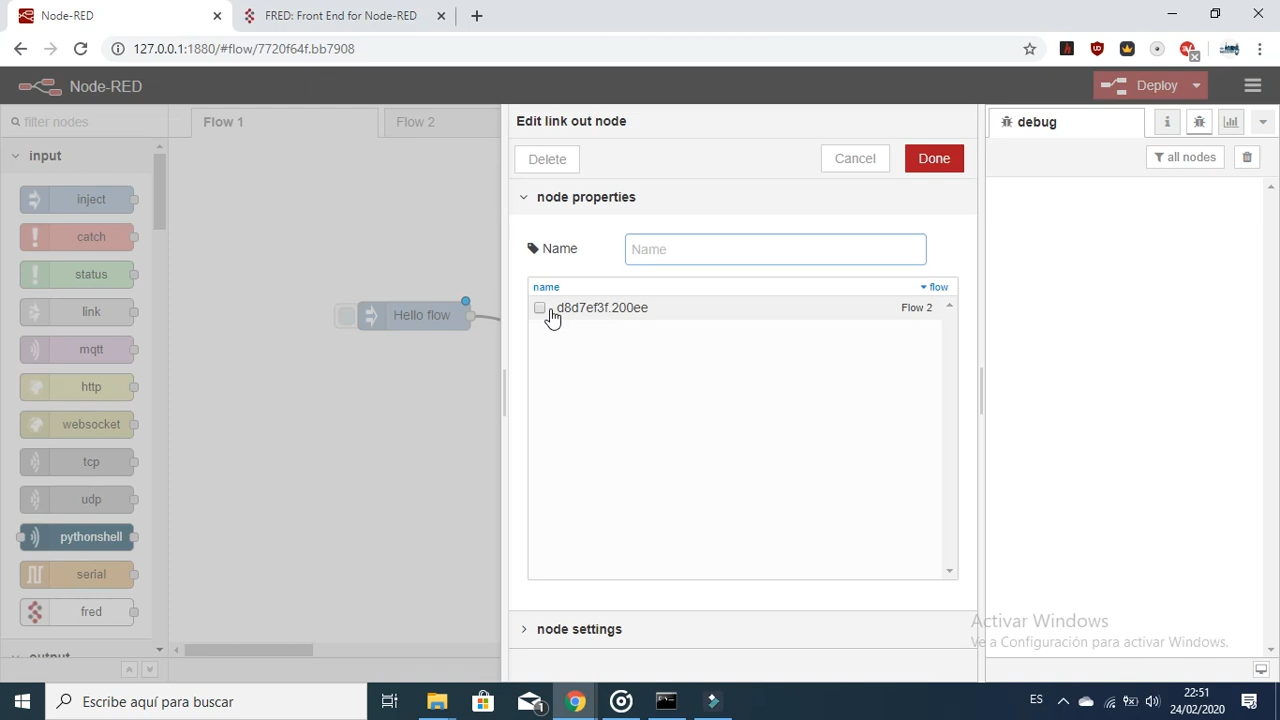 Node-RED
FRED: Front End for Node-RED
127.0.0.1:1880/#flow/7720f64f.bb7908
Node-RED
Deploy
filter nodes
Flow 1
Flow 2
Edit link out node
debug
Delete
Cancel
Done
all nodes
input
node properties
inject
catch
status
link
mqtt
http
websocket
tcp
udp
pythonshell
serial
fred
output
Name
Name
name
flow
d8d7ef3f.200ee
Flow 2
Hello flow
node settings
Activar Windows
Ve a Configuración para activar Windows.
Escribe aquí para buscar
1
ES
22:51
24/02/2020